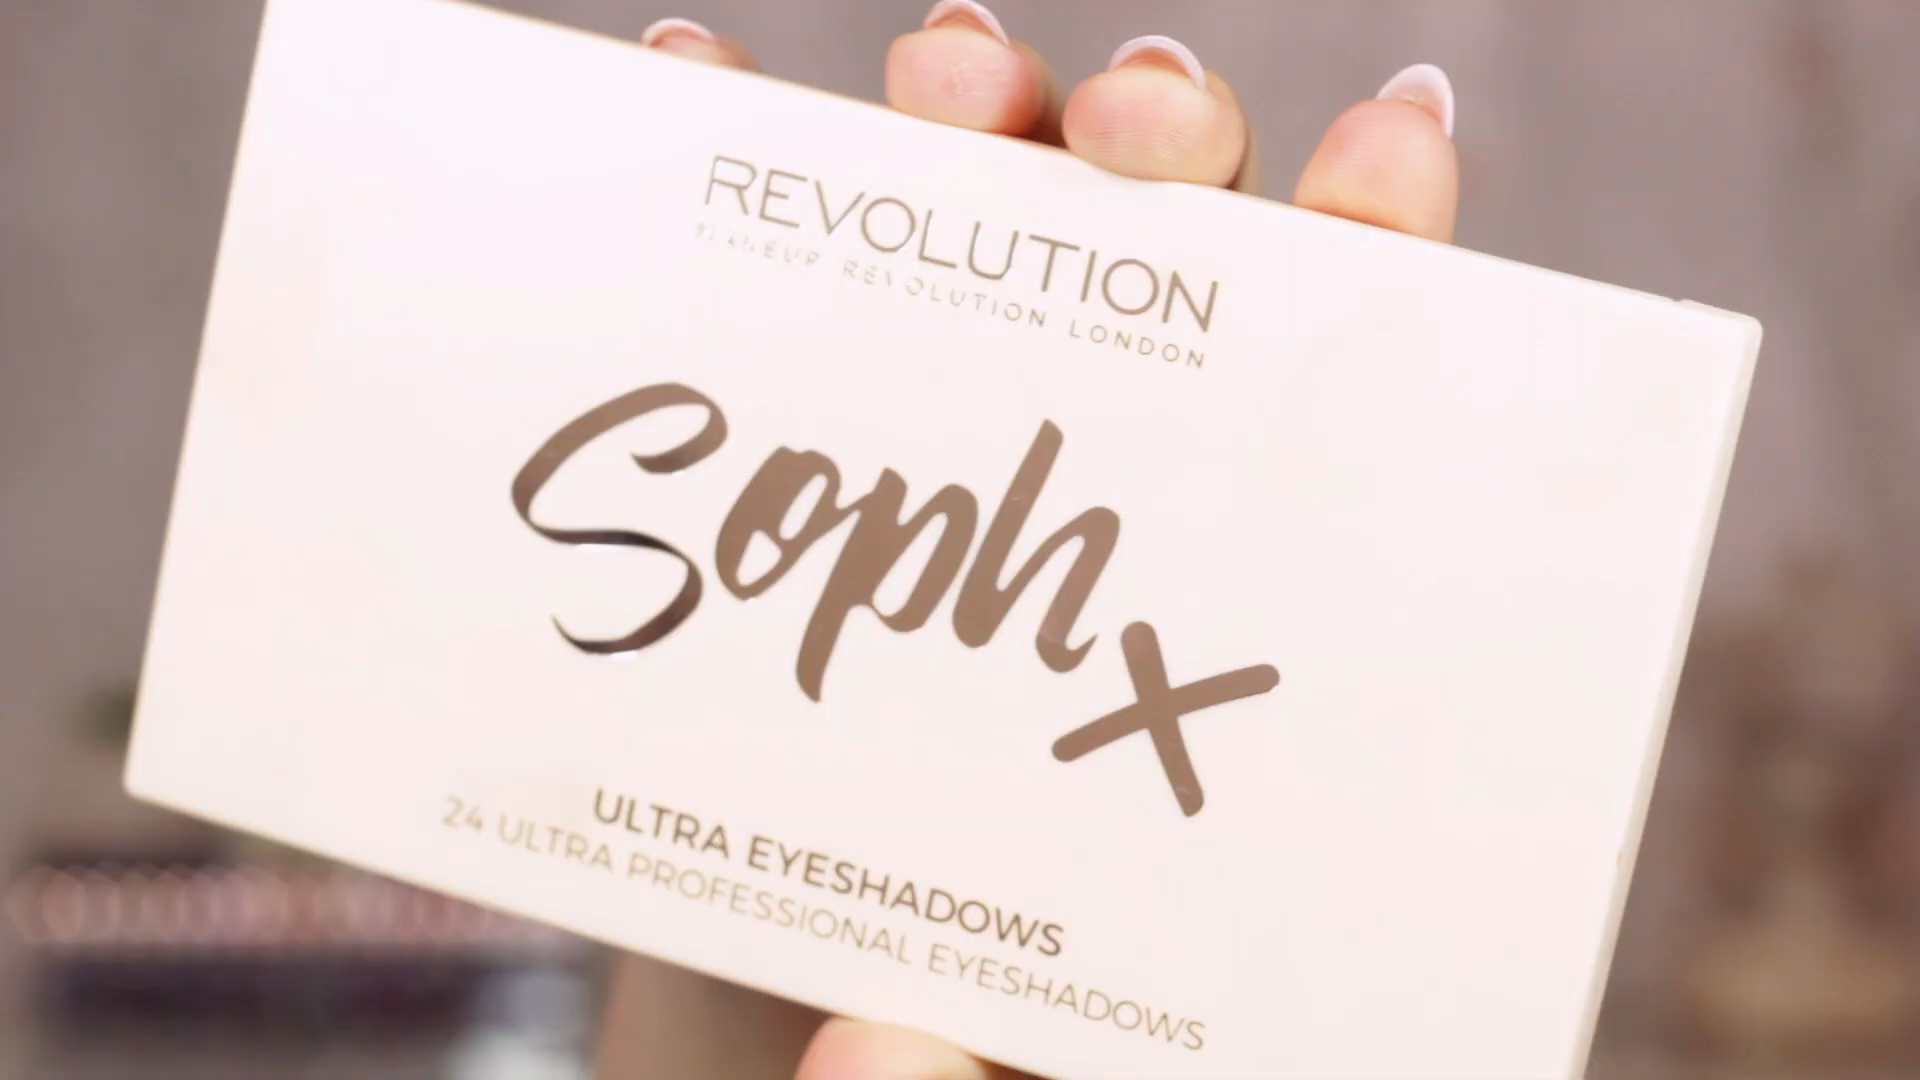 REVOLUTION
MAKEUP REVOLUTION LONDON
Soph
x
ULTRA EYESHADOWS
24 ULTRA PROFESSIONAL EYESHADOWS